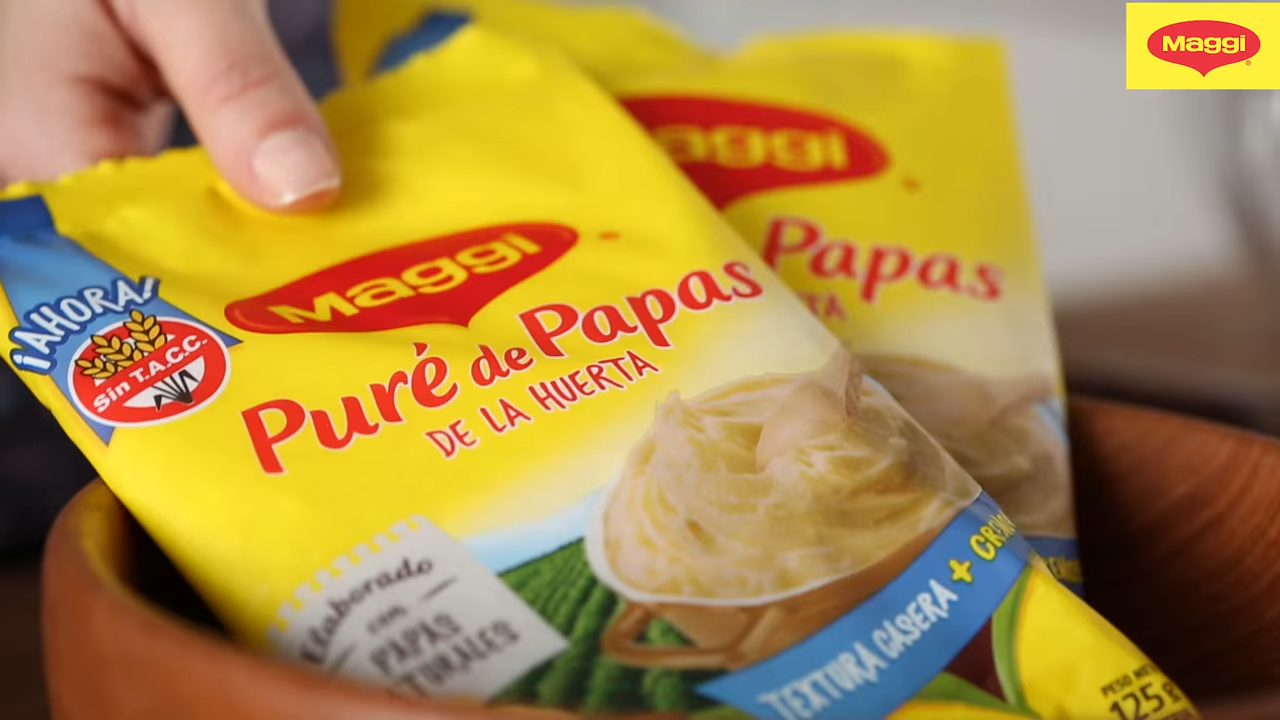 Maggi
Maggi
Papas
¡AHORA!
Sin T.A.C.C.
Maggi
Puré de Papas
DE LA HUERTA
Elaborado
con
PAPAS
TEXTURA CASERA +
PESO NE
125 g